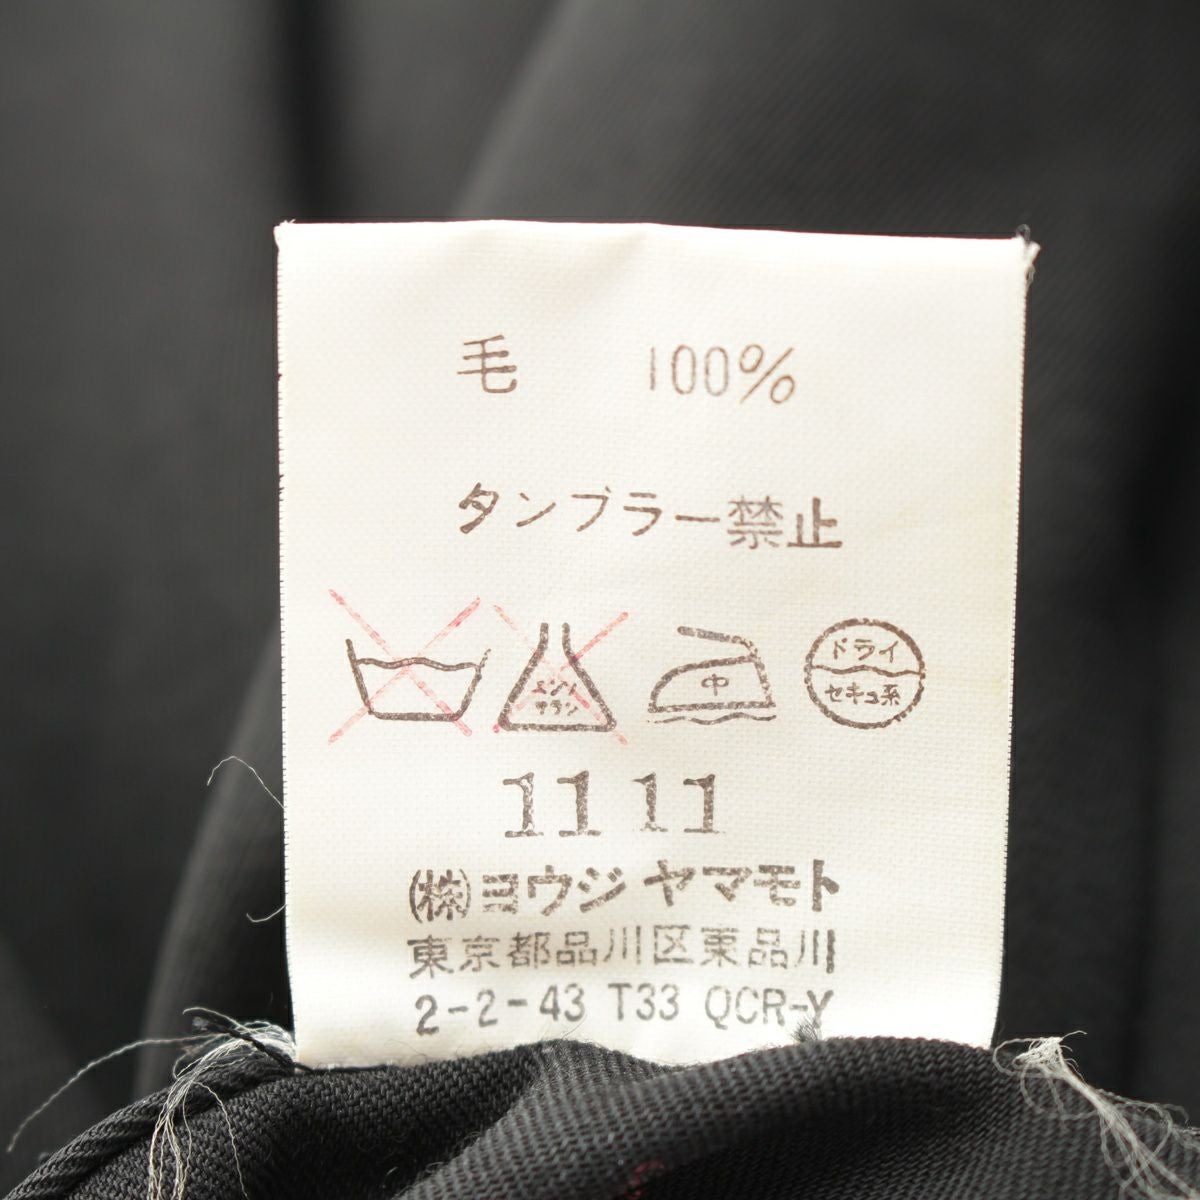 毛 100%
タンブラー禁止
エンソ サラシ 中 ドライ セキユ系
11 11
(株)ヨウジ ヤマモト
東京都品川区東品川
2-2-43 T33 QCR-Y